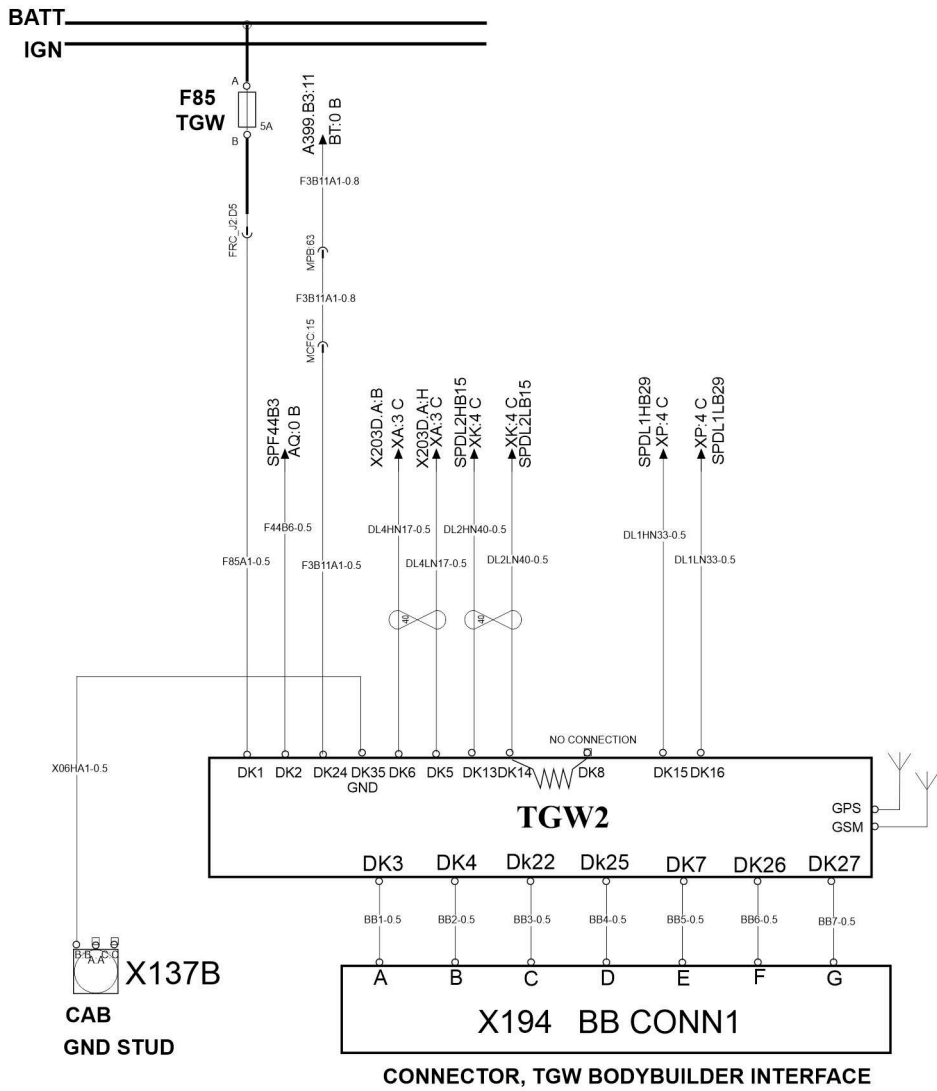 BATT
IGN
A
F85
TGW
5A
B
A399.B3:11
BT:0 B
F3B11A1-0.8
FRC_J2:D5
MPB:63
F3B11A1-0.8
MCFC:15
SPF44B3
AQ:0 B
X203D.A:B
XA:3 C
X203D.A:H
XA:3 C
SPDL2HB15
XK:4 C
XK:4 C
SPDL2LB15
SPDL1HB29
XP:4 C
XP:4 C
SPDL1LB29
F44B6-0.5
DL4HN17-0.5
DL2HN40-0.5
DL1HN33-0.5
F85A1-0.5
F3B11A1-0.5
DL4LN17-0.5
DL2LN40-0.5
DL1LN33-0.5
40
40
NO CONNECTION
X06HA1-0.5
DK1
DK2
DK24
DK35
GND
DK6
DK5
DK13
DK14
DK8
DK15
DK16
TGW2
GPS
GSM
DK3
DK4
Dk22
Dk25
DK7
DK26
DK27
BB1-0.5
BB2-0.5
BB3-0.5
BB4-0.5
BB5-0.5
BB6-0.5
BB7-0.5
B:B
A:A
C:C
X137B
CAB
GND STUD
A
B
C
D
E
F
G
X194 BB CONN1
CONNECTOR, TGW BODYBUILDER INTERFACE